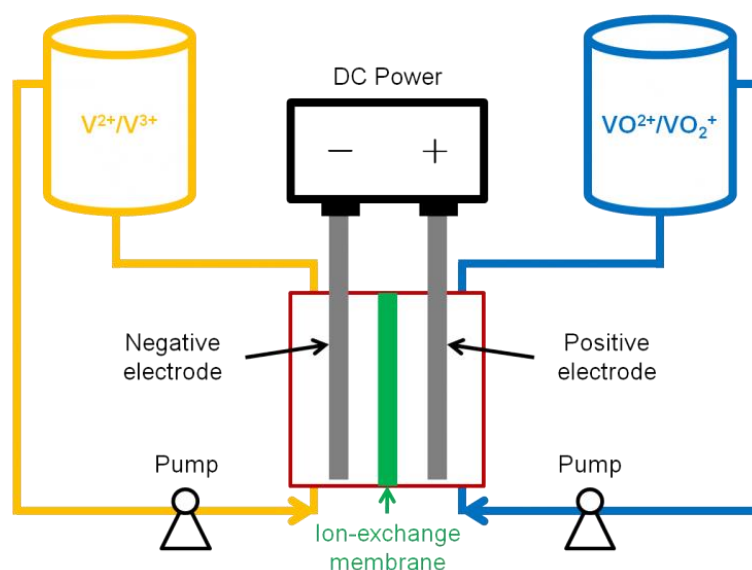 DC Power
V²⁺/V³⁺
VO²⁺/VO₂⁺
− +
Negative
electrode
Positive
electrode
Pump
Pump
Ion-exchange
membrane